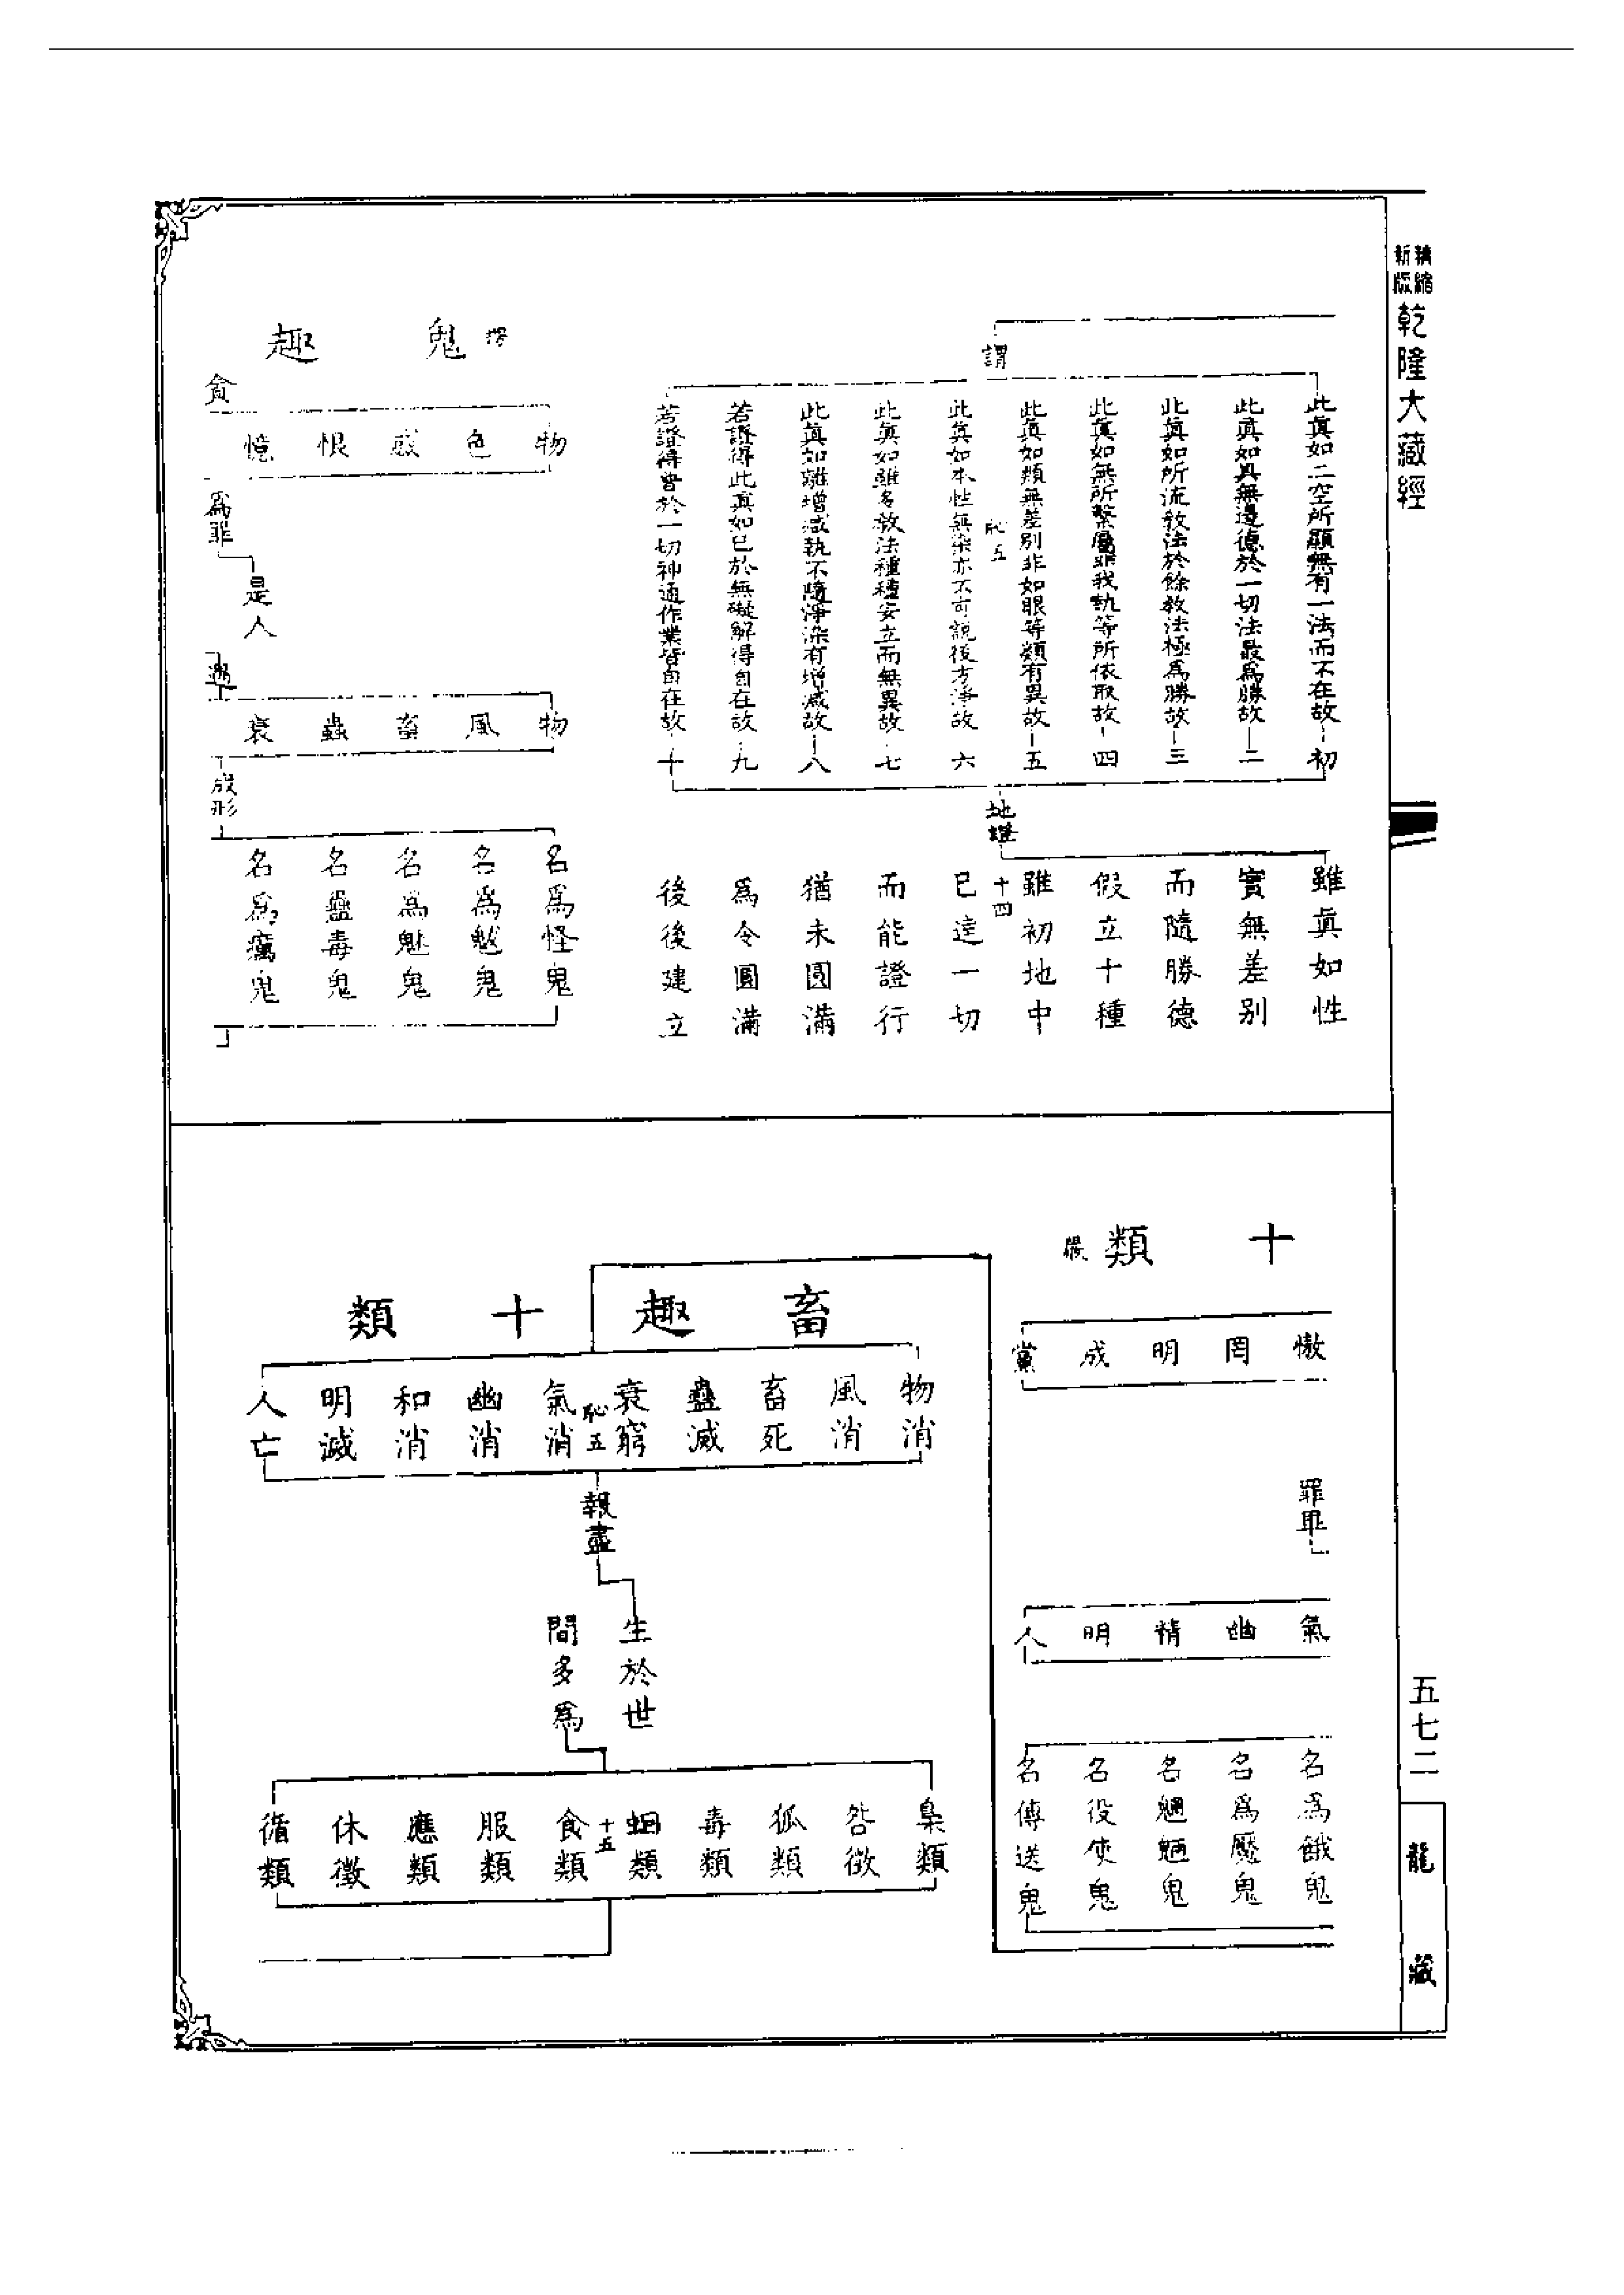 精縮
新版
乾隆大藏經
五七二
龍藏
謂
此真如二空所顯無有一法而不在故 初
此真如具無邊德於一切法最爲勝故 二
此真如所流教法於餘教法極爲勝故 三
此真如無所繫屬非我執等所依取故 四
此真如類無差別非如眼等類有異故 五
恥五
此真如本性無染亦不可說後方淨故 六
此真如雖多教法種種安立而無異故 七
此真如離增減執不隨淨染有增減故 八
若證得此真如已於無礙解得自在故 九
若證得此真如已於一切神通作業皆自在故 十
地證
雖真如性
實無差別
而隨勝德
假立十種
雖初地中
十四
已達一切
而能證行
猶未圓滿
爲令圓滿
後後建立
楞
鬼趣
貪
物
色
惑
恨
憶
爲罪
是人
遇
物
風
畜
蟲
衰
成形
名爲怪鬼
名爲魃鬼
名爲魅鬼
名蠱毒鬼
名爲癘鬼
十類
嚴
憿
罔
明
成
黨
罪畢
氣
幽
精
明
人
名爲餓鬼
名爲魘鬼
名魍魎鬼
名役使鬼
名傳送鬼
畜趣十類
物消
風消
畜死
蠱滅
衰窮
恥五
氣消
幽消
和消
明滅
人亡
報盡
生於世
間多爲
梟類
咎徵
狐類
毒類
蛔類
十五
食類
服類
應類
休徵
循類